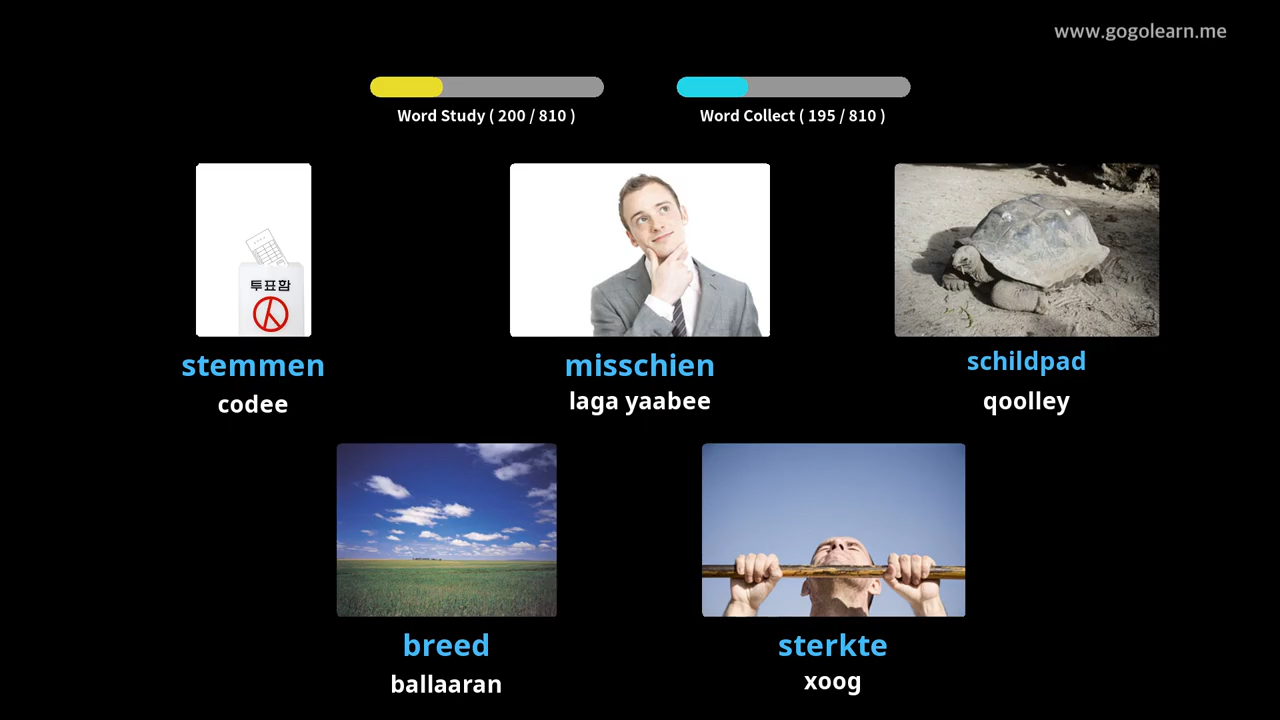 www.gogolearn.me
Word Study ( 200 / 810 )
Word Collect ( 195 / 810 )
투표함
stemmen
codee
misschien
laga yaabee
schildpad
qoolley
breed
ballaaran
sterkte
xoog